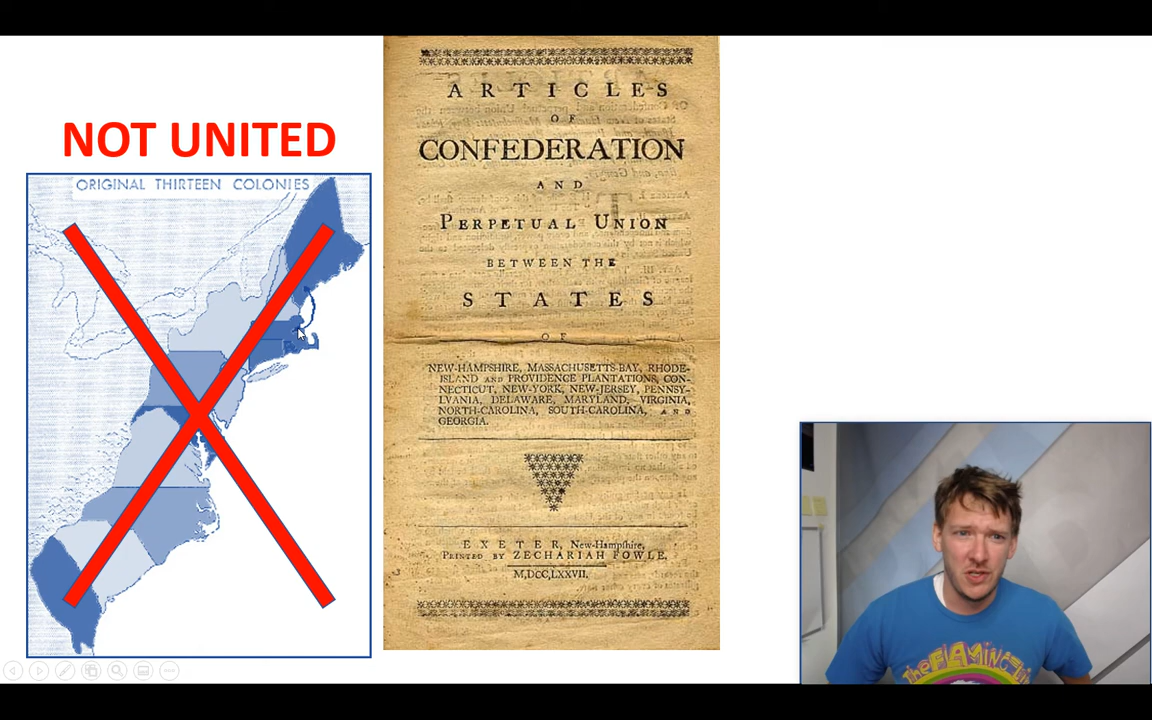 NOT UNITED
ORIGINAL THIRTEEN COLONIES
ARTICLES
OF
CONFEDERATION
AND
PERPETUAL UNION
BETWEEN THE
STATES
OF
NEW-HAMPSHIRE, MASSACHUSETTS-BAY, RHODE-
ISLAND AND PROVIDENCE PLANTATIONS, CON-
NECTICUT, NEW-YORK, NEW-JERSEY, PENNSY-
LVANIA, DELAWARE, MARYLAND, VIRGINIA,
NORTH-CAROLINA, SOUTH-CAROLINA, AND
GEORGIA.
EXETER, New-Hampshire,
PRINTED BY ZECHARIAH FOWLE.
M,DCC,LXXVII.
The FLAMING